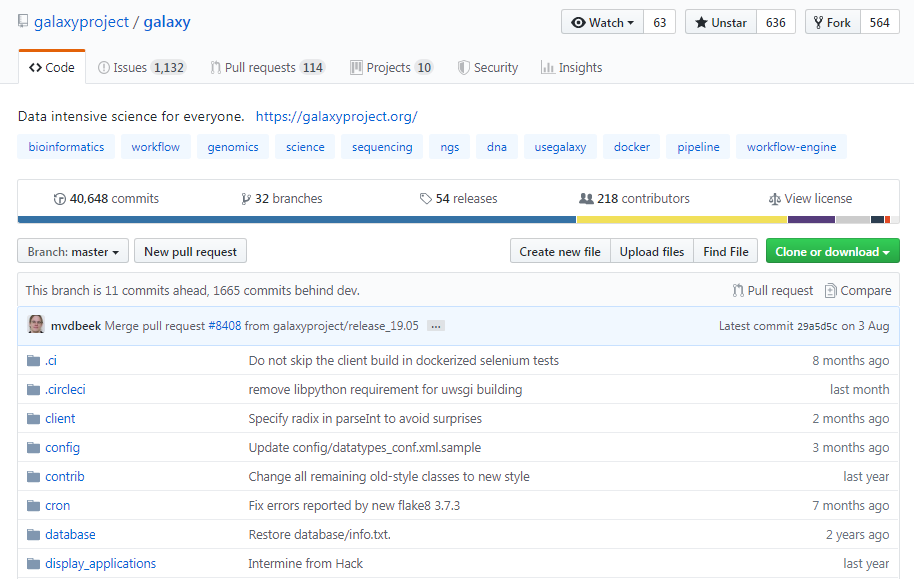 galaxyproject / galaxy Watch 63 Unstar 636 Fork 564
Code Issues 1,132 Pull requests 114 Projects 10 Security Insights
Data intensive science for everyone. https://galaxyproject.org/
bioinformatics workflow genomics science sequencing ngs dna usegalaxy docker pipeline workflow-engine
40,648 commits 32 branches 54 releases 218 contributors View license
Branch: master New pull request Create new file Upload files Find File Clone or download
This branch is 11 commits ahead, 1665 commits behind dev. Pull request Compare
mvdbeek Merge pull request #8408 from galaxyproject/release_19.05 ... Latest commit 29a5d5c on 3 Aug
.ci Do not skip the client build in dockerized selenium tests 8 months ago
.circleci remove libpython requirement for uwsgi building last month
client Specify radix in parseInt to avoid surprises 2 months ago
config Update config/datatypes_conf.xml.sample 3 months ago
contrib Change all remaining old-style classes to new style last year
cron Fix errors reported by new flake8 3.7.3 7 months ago
database Restore database/info.txt. 2 years ago
display_applications Intermine from Hack last year